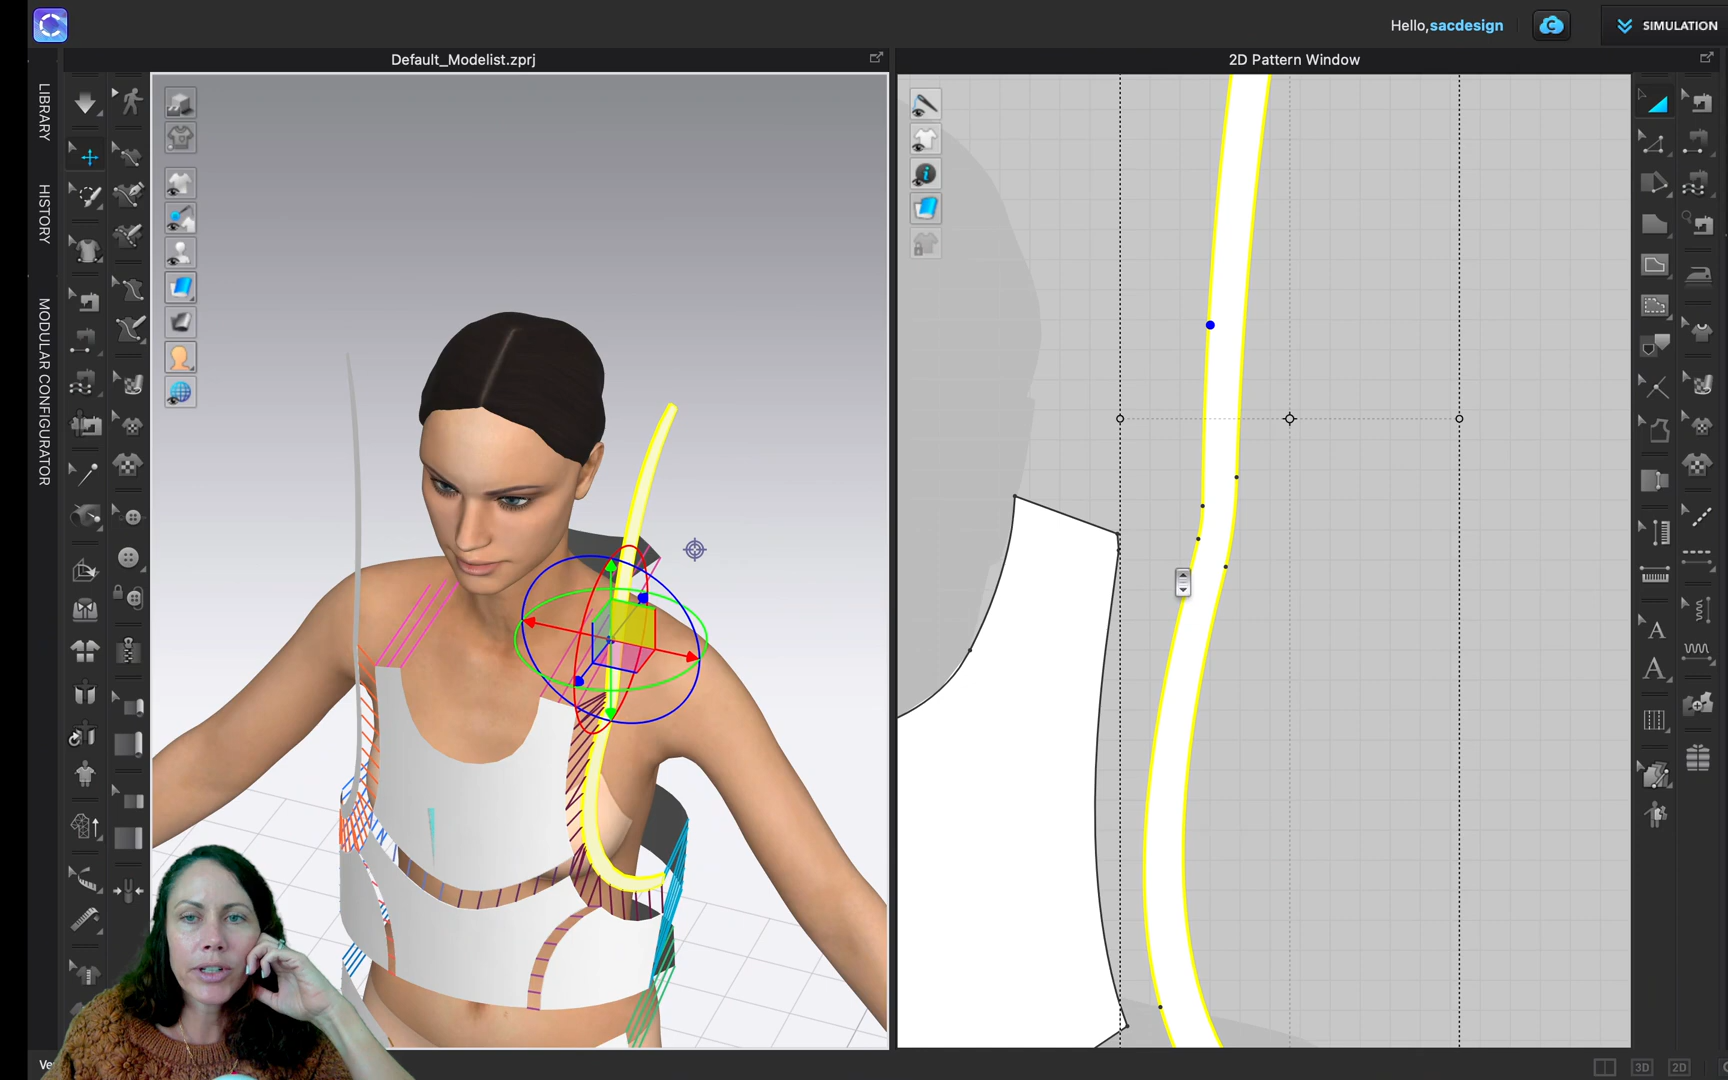 Hello,sacdesign
SIMULATION
Default_Modelist.zprj
2D Pattern Window
LIBRARY
HISTORY
MODULAR CONFIGURATOR
A
A
3D
2D